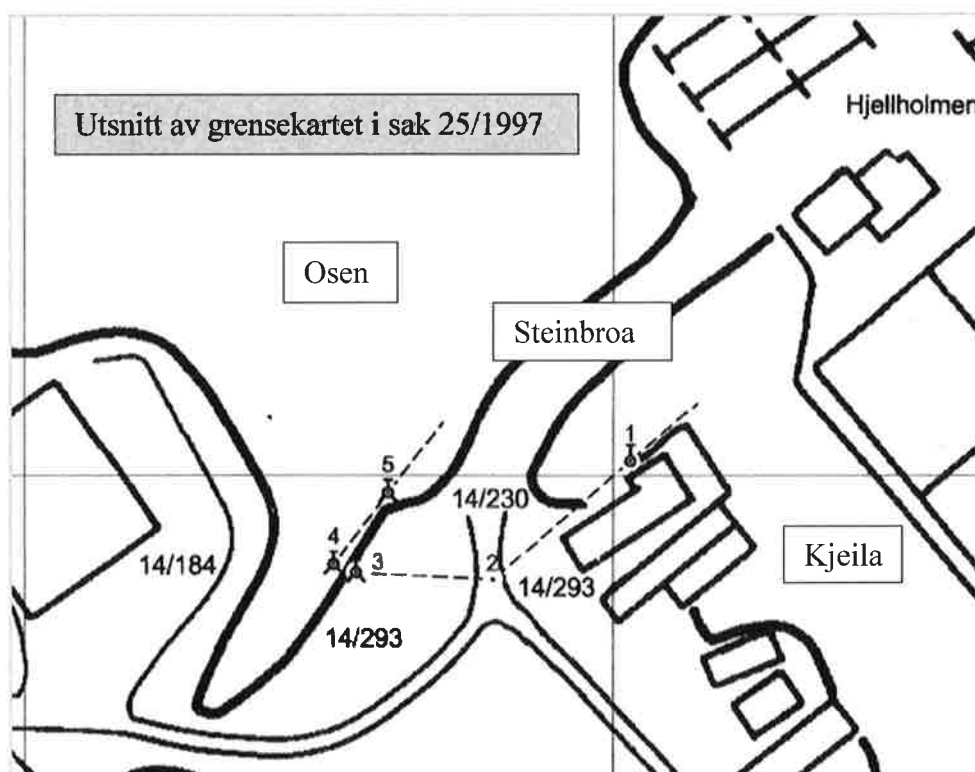 Utsnitt av grensekartet i sak 25/1997
Hjellholmen
Osen
Steinbroa
1
5
14/230
4
14/184
3
2
14/293
Kjeila
14/293